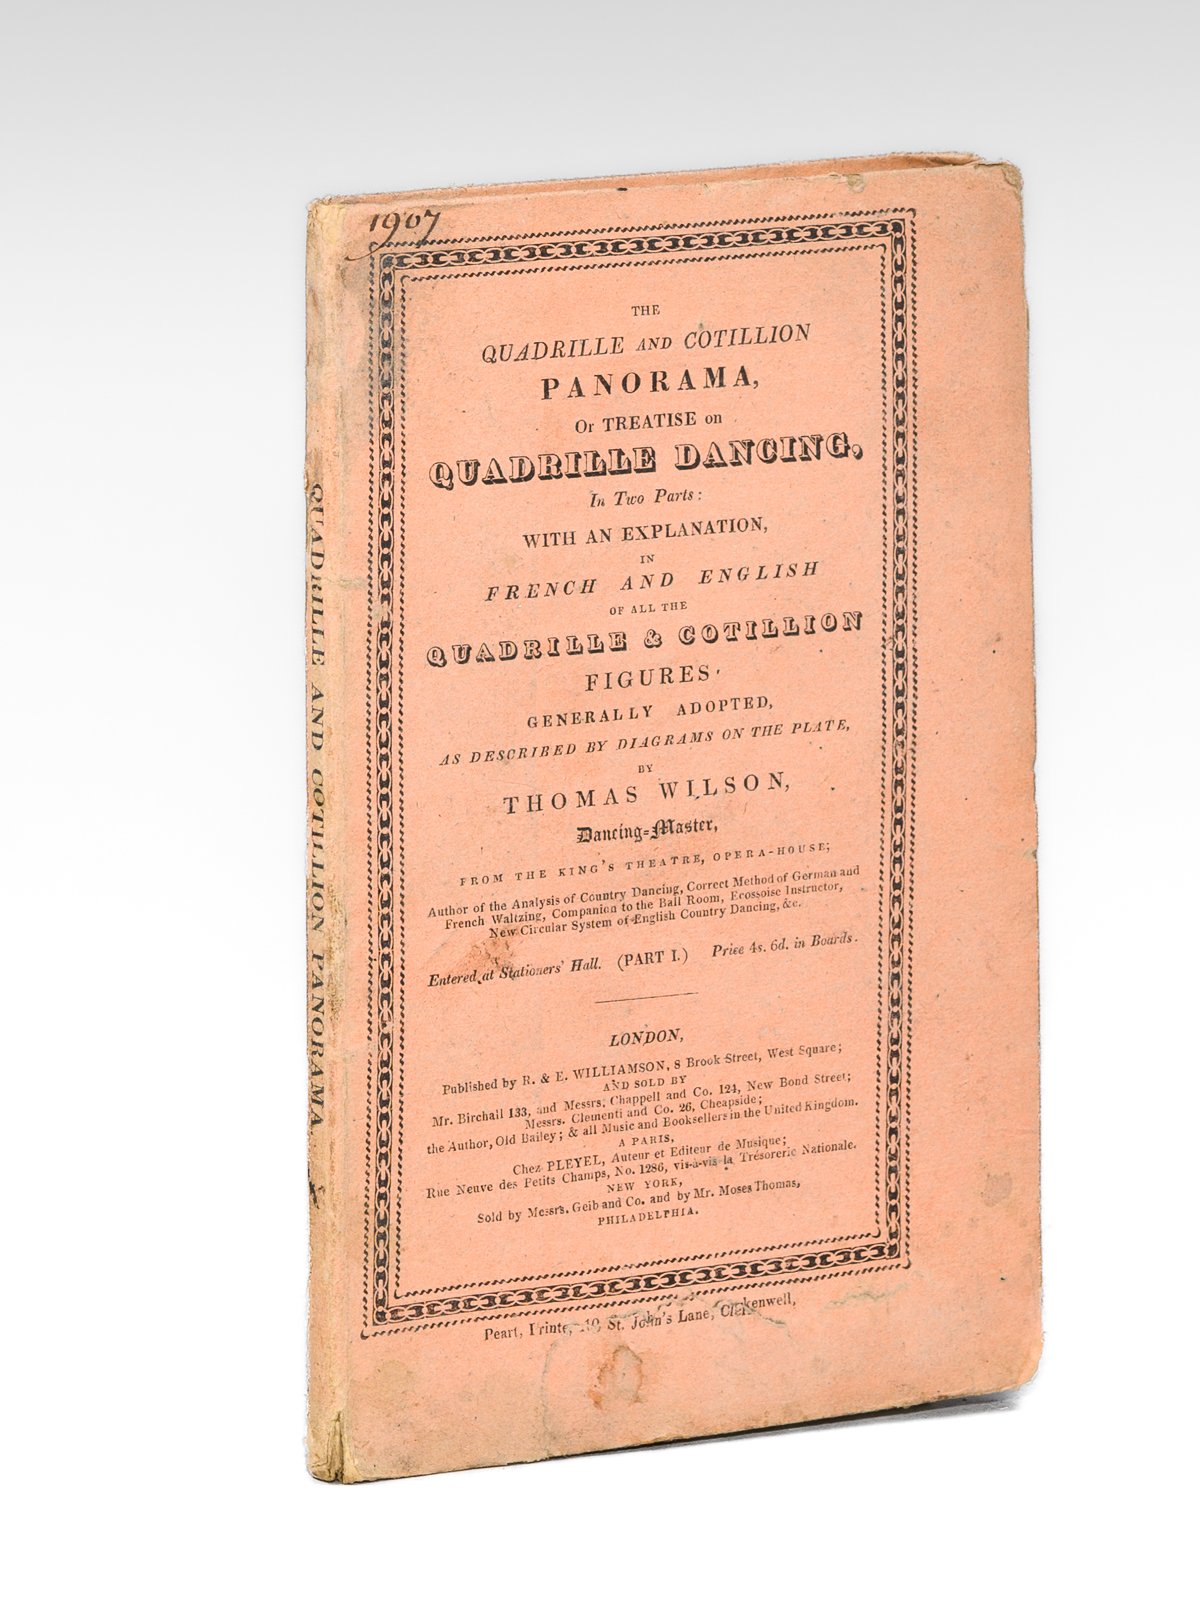 1907
THE
QUADRILLE AND COTILLION
PANORAMA,
Or TREATISE on
QUADRILLE DANCING,
In Two Parts:
WITH AN EXPLANATION,
IN
FRENCH AND ENGLISH
OF ALL THE
QUADRILLE & COTILLION
FIGURES
GENERALLY ADOPTED,
AS DESCRIBED BY DIAGRAMS ON THE PLATE,
BY
THOMAS WILSON,
Dancing-Master,
FROM THE KING'S THEATRE, OPERA-HOUSE;
Author of the Analysis of Country Dancing, Correct Method of German and
French Waltzing, Companion to the Ball Room, Ecossoise Instructor,
New Circular System of English Country Dancing, &c.
Entered at Stationers' Hall. (PART I.) Price 4s. 6d. in Boards.
LONDON,
Published by R. & E. WILLIAMSON, 8 Brook Street, West Square;
AND SOLD BY
Mr. Birchall 133, and Messrs. Chappell and Co. 124, New Bond Street;
Messrs. Clementi and Co. 26, Cheapside;
the Author, Old Bailey; & all Music and Booksellers in the United Kingdom.
A PARIS,
Chez PLEYEL, Auteur et Editeur de Musique;
Rue Neuve des Petits Champs, No. 1286, vis-a-vis la Trésorerie Nationale.
NEW YORK,
Sold by Messrs. Geib and Co. and by Mr. Moses Thomas,
PHILADELPHIA.
Peart, Printer, St. John's Lane, Clerkenwell,
QUADRILLE AND COTILLION PANORAMA.